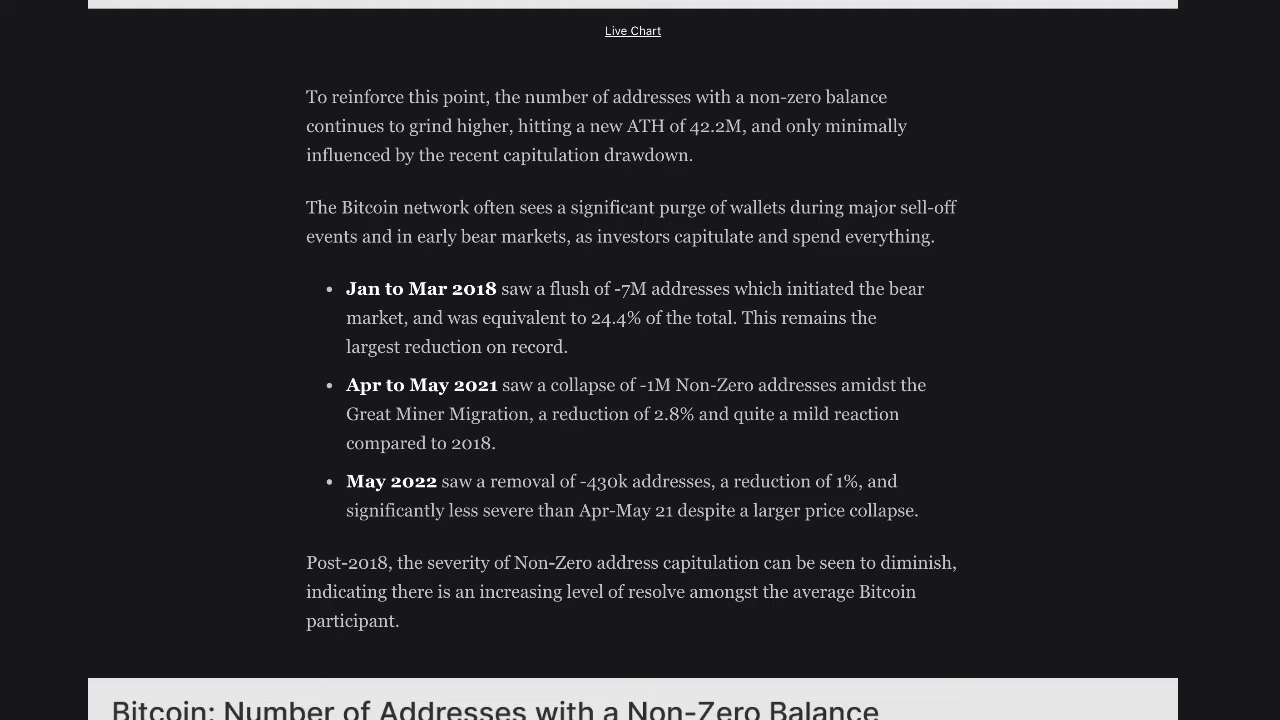 Live Chart
To reinforce this point, the number of addresses with a non-zero balance
continues to grind higher, hitting a new ATH of 42.2M, and only minimally
influenced by the recent capitulation drawdown.
The Bitcoin network often sees a significant purge of wallets during major sell-off
events and in early bear markets, as investors capitulate and spend everything.
• Jan to Mar 2018 saw a flush of -7M addresses which initiated the bear
market, and was equivalent to 24.4% of the total. This remains the
largest reduction on record.
• Apr to May 2021 saw a collapse of -1M Non-Zero addresses amidst the
Great Miner Migration, a reduction of 2.8% and quite a mild reaction
compared to 2018.
• May 2022 saw a removal of -430k addresses, a reduction of 1%, and
significantly less severe than Apr-May 21 despite a larger price collapse.
Post-2018, the severity of Non-Zero address capitulation can be seen to diminish,
indicating there is an increasing level of resolve amongst the average Bitcoin
participant.
Bitcoin: Number of Addresses with a Non-Zero Balance